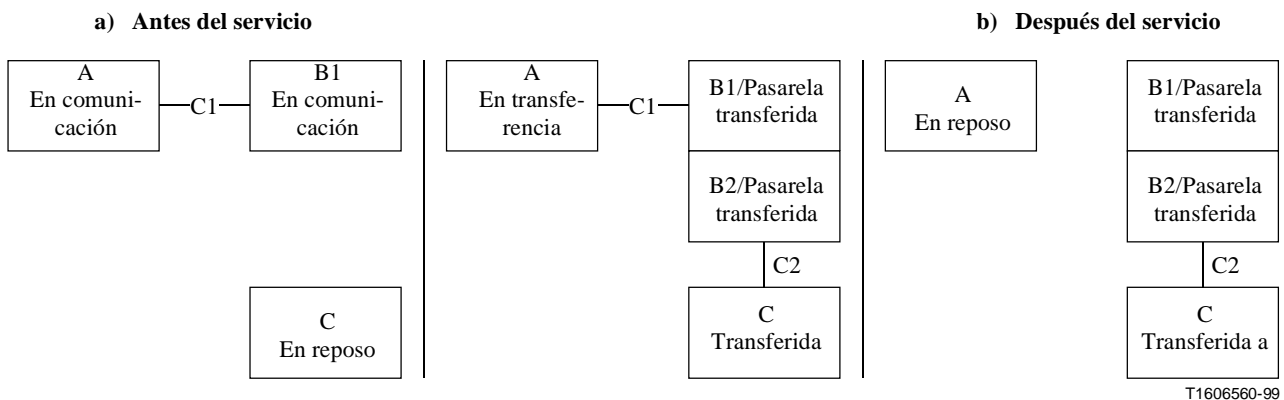 a) Antes del servicio
b) Después del servicio
A
En comuni-
cación
C1
B1
En comuni-
cación
C
En reposo
A
En transfe-
rencia
C1
B1/Pasarela
transferida
B2/Pasarela
transferida
C2
C
Transferida
A
En reposo
B1/Pasarela
transferida
B2/Pasarela
transferida
C2
C
Transferida a
T1606560-99